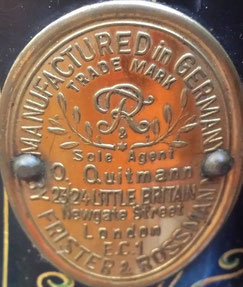 MANUFACTURED in GERMANY
TRADE MARK
F R
&
Sole Agent
O. Quitmann
23/24 LITTLE BRITAIN
Newgate Street
London
E.C.1
BY FRISTER & ROSSMANN